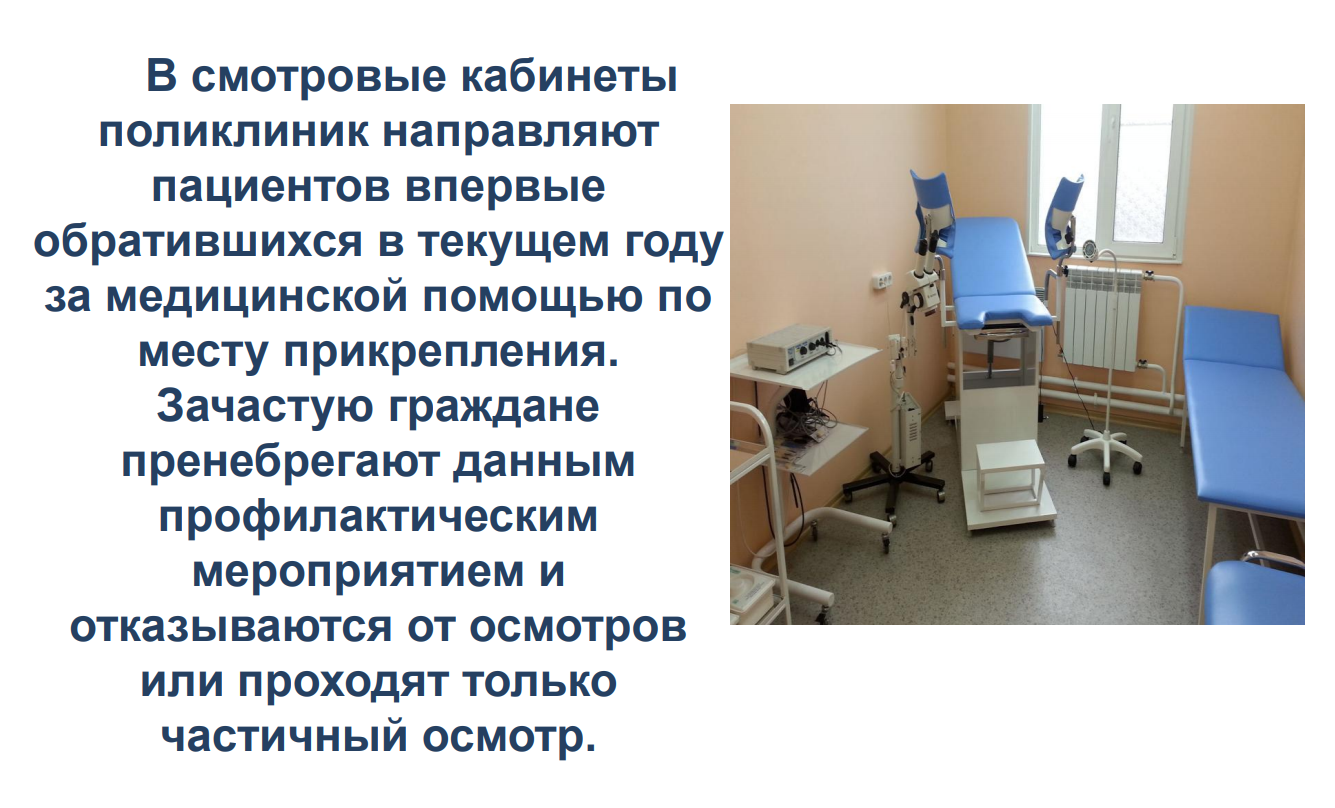 В смотровые кабинеты
поликлиник направляют
пациентов впервые
обратившихся в текущем году
за медицинской помощью по
месту прикрепления.
Зачастую граждане
пренебрегают данным
профилактическим
мероприятием и
отказываются от осмотров
или проходят только
частичный осмотр.